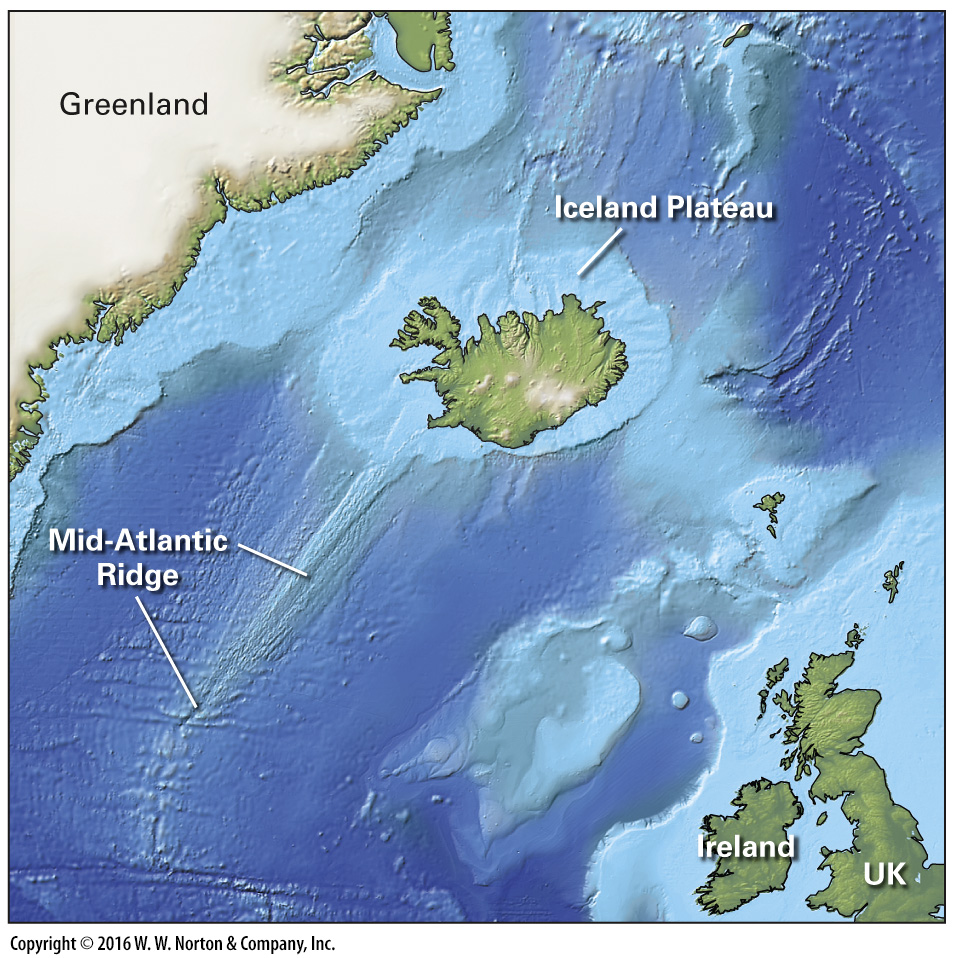 Greenland
Iceland Plateau
Mid-Atlantic
Ridge
Ireland
UK
Copyright © 2016 W. W. Norton & Company, Inc.